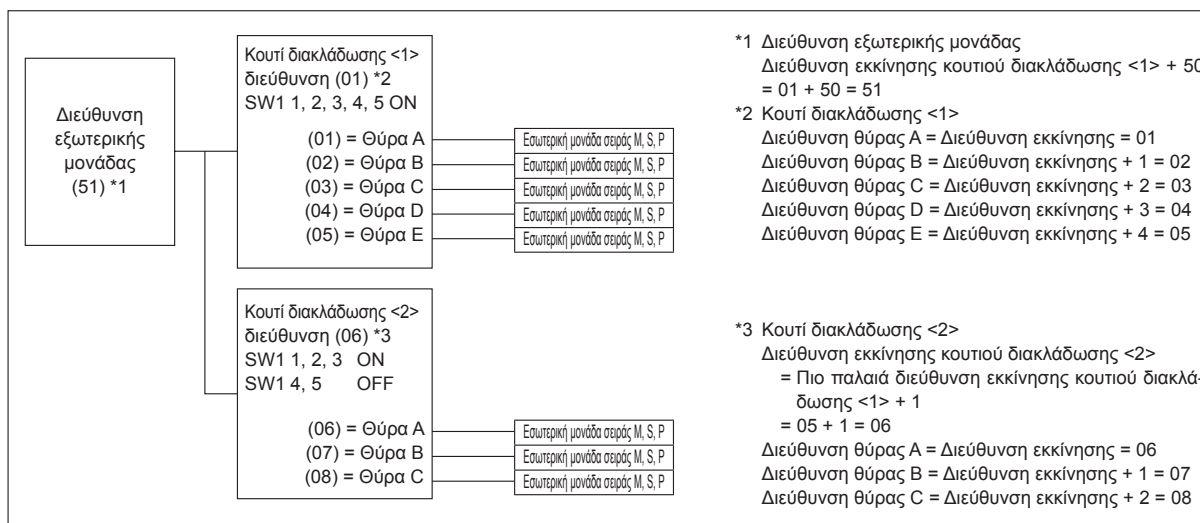 Διεύθυνση
εξωτερικής
μονάδας
(51) *1
Κουτί διακλάδωσης <1>
διεύθυνση (01) *2
SW1 1, 2, 3, 4, 5 ON
(01) = Θύρα A
(02) = Θύρα B
(03) = Θύρα C
(04) = Θύρα D
(05) = Θύρα E
Εσωτερική μονάδα σειράς M, S, P
Εσωτερική μονάδα σειράς M, S, P
Εσωτερική μονάδα σειράς M, S, P
Εσωτερική μονάδα σειράς M, S, P
Εσωτερική μονάδα σειράς M, S, P
Κουτί διακλάδωσης <2>
διεύθυνση (06) *3
SW1 1, 2, 3 ON
SW1 4, 5 OFF
(06) = Θύρα A
(07) = Θύρα B
(08) = Θύρα C
Εσωτερική μονάδα σειράς M, S, P
Εσωτερική μονάδα σειράς M, S, P
Εσωτερική μονάδα σειράς M, S, P
*1 Διεύθυνση εξωτερικής μονάδας
Διεύθυνση εκκίνησης κουτιού διακλάδωσης <1> + 50
= 01 + 50 = 51
*2 Κουτί διακλάδωσης <1>
Διεύθυνση θύρας A = Διεύθυνση εκκίνησης = 01
Διεύθυνση θύρας B = Διεύθυνση εκκίνησης + 1 = 02
Διεύθυνση θύρας C = Διεύθυνση εκκίνησης + 2 = 03
Διεύθυνση θύρας D = Διεύθυνση εκκίνησης + 3 = 04
Διεύθυνση θύρας E = Διεύθυνση εκκίνησης + 4 = 05
*3 Κουτί διακλάδωσης <2>
Διεύθυνση εκκίνησης κουτιού διακλάδωσης <2>
= Πιο παλαιά διεύθυνση εκκίνησης κουτιού διακλά-
δωσης <1> + 1
= 05 + 1 = 06
Διεύθυνση θύρας A = Διεύθυνση εκκίνησης = 06
Διεύθυνση θύρας B = Διεύθυνση εκκίνησης + 1 = 07
Διεύθυνση θύρας C = Διεύθυνση εκκίνησης + 2 = 08